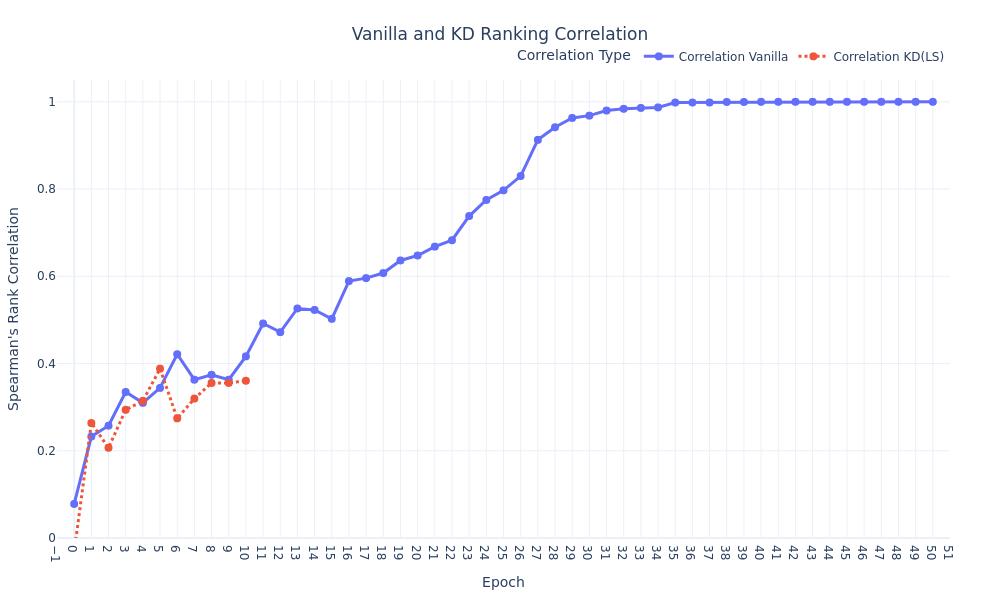 Vanilla and KD Ranking Correlation
Correlation Type Correlation Vanilla Correlation KD(LS)
1
0.8
0.6
0.4
0.2
0
Spearman's Rank Correlation
−1 0 1 2 3 4 5 6 7 8 9 10 11 12 13 14 15 16 17 18 19 20 21 22 23 24 25 26 27 28 29 30 31 32 33 34 35 36 37 38 39 40 41 42 43 44 45 46 47 48 49 50 51
Epoch